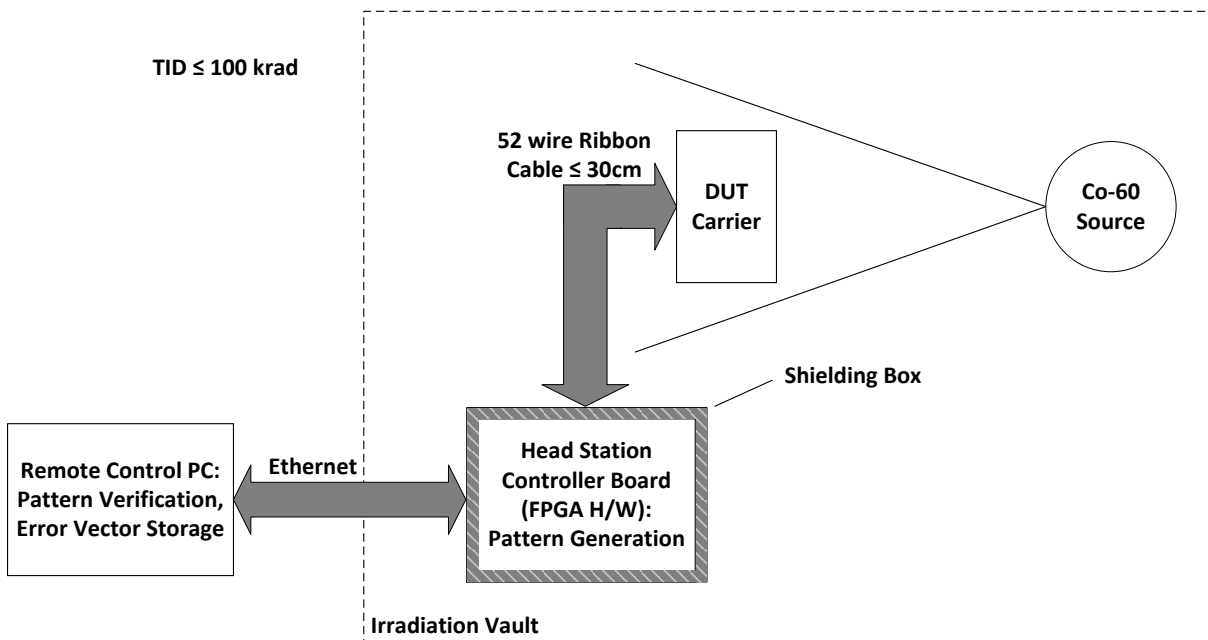 TID ≤ 100 krad
52 wire Ribbon
Cable ≤ 30cm
DUT
Carrier
Co-60
Source
Shielding Box
Head Station
Controller Board
(FPGA H/W):
Pattern Generation
Ethernet
Remote Control PC:
Pattern Verification,
Error Vector Storage
Irradiation Vault